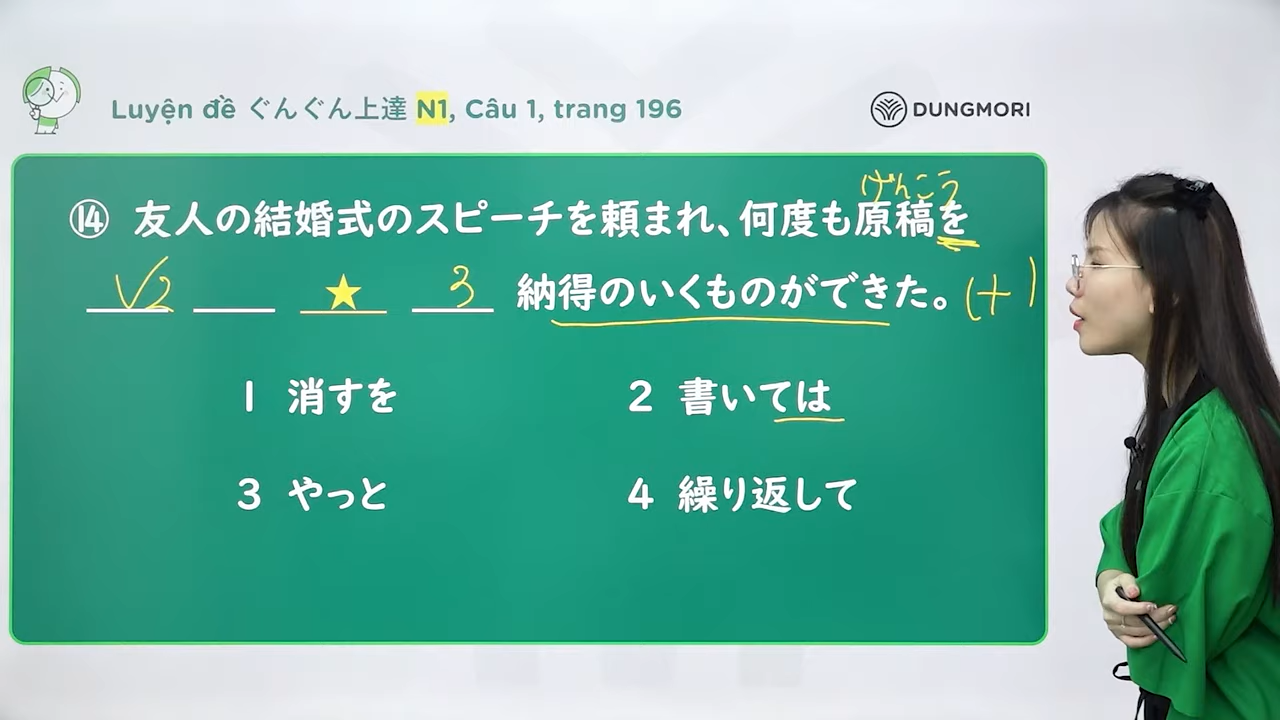 Luyện đề ぐんぐん上達 N1, Câu 1, trang 196
DUNGMORI
げんこう
⑭ 友人の結婚式のスピーチを頼まれ、何度も原稿を
√2 ★ 3 納得のいくものができた。 (+)
1 消すを 2 書いては
3 やっと 4 繰り返して